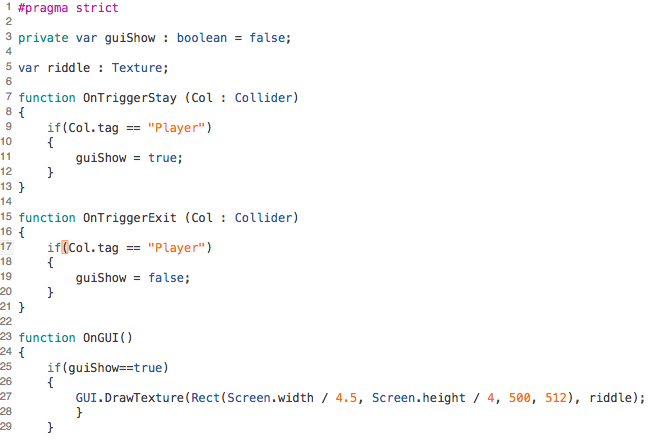 1 #pragma strict
2
3 private var guiShow : boolean = false;
4
5 var riddle : Texture;
6
7 function OnTriggerStay (Col : Collider)
8 {
9     if(Col.tag == "Player")
10     {
11         guiShow = true;
12     }
13 }
14
15 function OnTriggerExit (Col : Collider)
16 {
17     if(Col.tag == "Player")
18     {
19         guiShow = false;
20     }
21 }
22
23 function OnGUI()
24 {
25     if(guiShow==true)
26     {
27         GUI.DrawTexture(Rect(Screen.width / 4.5, Screen.height / 4, 500, 512), riddle);
28         }
29     }